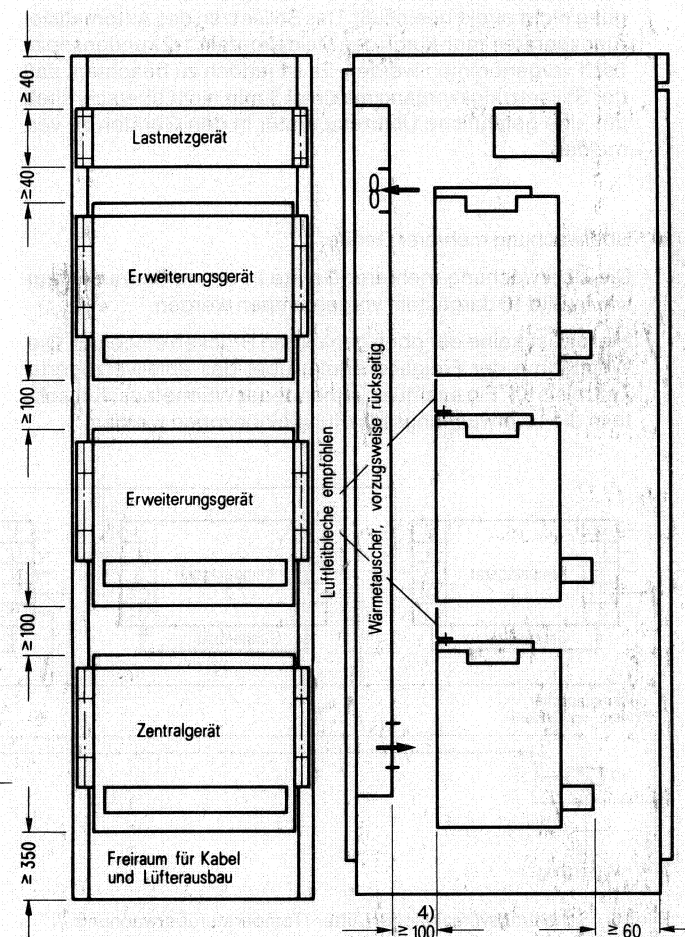 ≥ 40
Lastnetzgerät
≥40
Erweiterungsgerät
≥100
Erweiterungsgerät
≥100
Zentralgerät
≥ 350
Freiraum für Kabel
und Lüfterausbau
Luftleitbleche empfohlen
Wärmetauscher, vorzugsweise rückseitig
4)
≥ 100
≥ 60